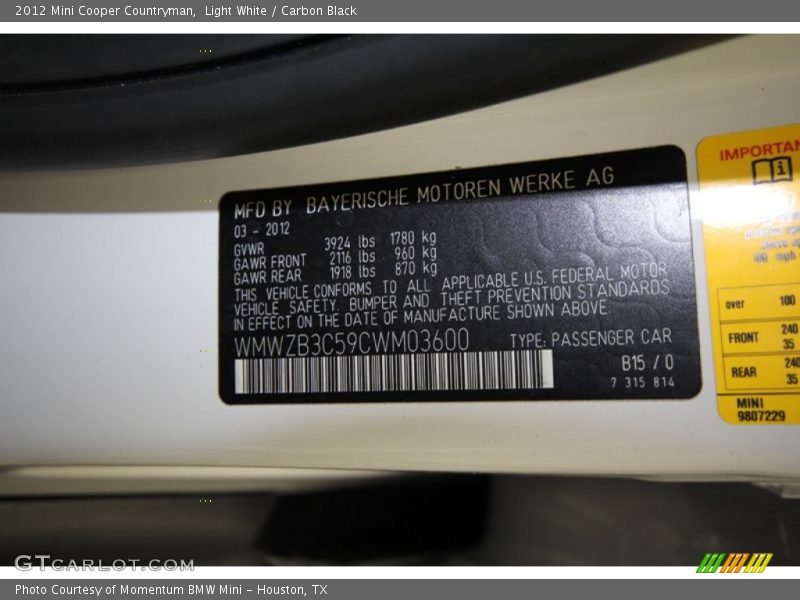 2012 Mini Cooper Countryman,  Light White / Carbon Black
MFD BY  BAYERISCHE MOTOREN WERKE AG
03 - 2012
GVWR 3924 lbs 1780 kg
GAWR FRONT 2116 lbs 960 kg
GAWR REAR 1918 lbs 870 kg
THIS VEHICLE CONFORMS TO ALL APPLICABLE U.S. FEDERAL MOTOR
VEHICLE SAFETY, BUMPER AND THEFT PREVENTION STANDARDS
IN EFFECT ON THE DATE OF MANUFACTURE SHOWN ABOVE.
WMWZB3C59CWM03600 TYPE: PASSENGER CAR
B15 / 0
7 315 814
IMPORTAN
100 mph
over 100
FRONT 240
35
REAR 240
35
MINI
9807229
GTCARLOT.COM
Photo Courtesy of Momentum BMW Mini - Houston, TX